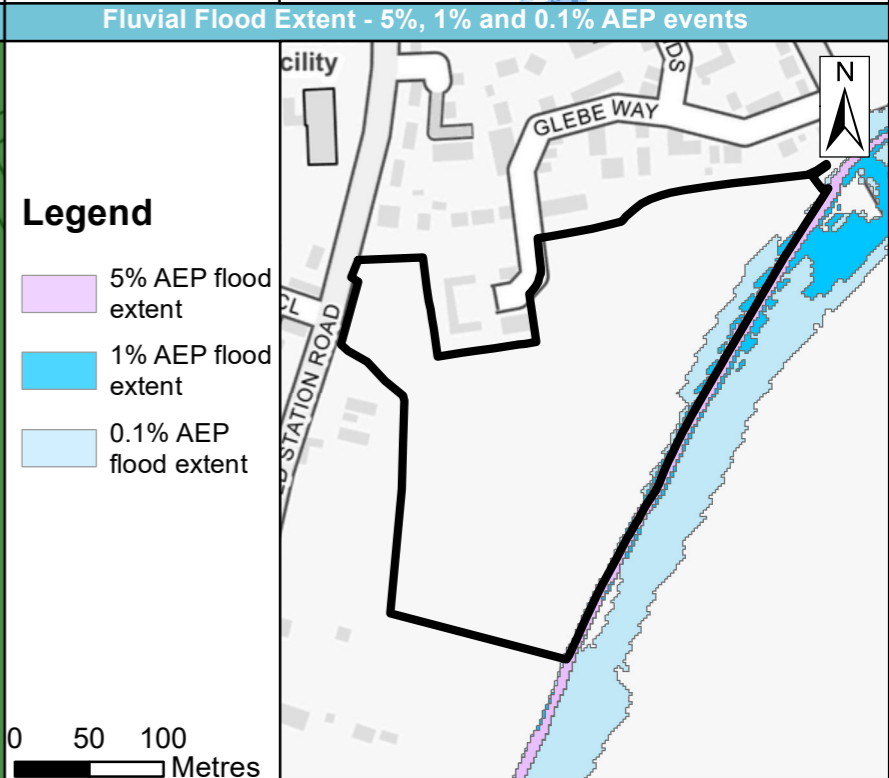 Fluvial Flood Extent - 5%, 1% and 0.1% AEP events
cility
DS
N
GLEBE WAY
Legend
5% AEP flood
extent
CL
STATION ROAD
1% AEP flood
extent
0.1% AEP
flood extent
0 50 100
Metres